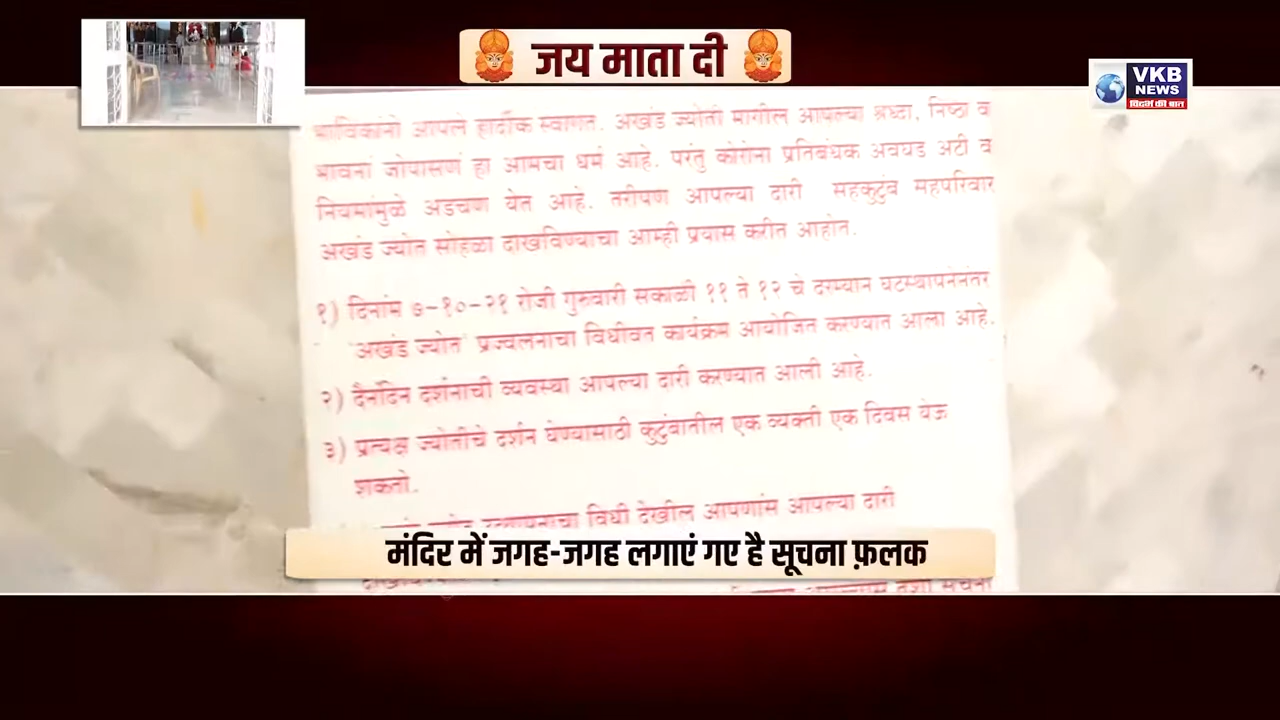 जय माता दी
VKB
NEWS
विदर्भ की बात
भाविकांनो आपले हार्दीक स्वागत. अखंड ज्योती मागील आपल्या श्रध्दा, निष्ठा व
भावनां जोपासणं हा आमचा धर्म आहे. परंतु कोरोना प्रतिबंधक अवघड अटी व
नियमांमुळे अडचण येत आहे. तरीपण आपल्या दारी सहकुटुंब महपरिवार
अखंड ज्योत सोहळा दाखविण्याचा आम्ही प्रयास करीत आहोत.
१) दिनांम ७-१०-२१ रोजी गुरुवारी सकाळी ११ ते १२ चे दरम्यान घटस्थापनेनंतर
'अखंड ज्योत' प्रज्वलनाचा विधीवत कार्यक्रम आयोजित करण्यात आला आहे.
२) दैनंदिन दर्शनाची व्यवस्था आपल्या दारी करण्यात आली आहे.
३) प्रत्यक्ष ज्योतीचे दर्शन घेण्यासाठी कुटुंबातील एक व्यक्ती एक दिवस येऊ
शकतो.
विधी देखील आपणांस आपल्या दारी
मंदिर में जगह-जगह लगाएं गए है सूचना फ़लक